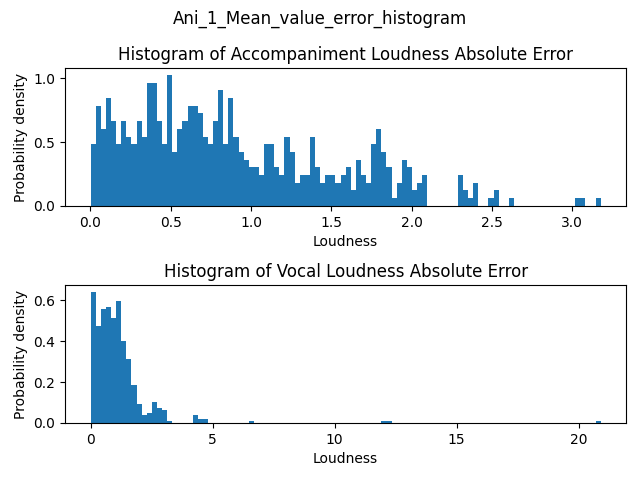 Ani_1_Mean_value_error_histogram
Histogram of Accompaniment Loudness Absolute Error
Probability density
1.0
0.5
0.0
0.0 0.5 1.0 1.5 2.0 2.5 3.0
Loudness
Histogram of Vocal Loudness Absolute Error
Probability density
0.6
0.4
0.2
0.0
0 5 10 15 20
Loudness